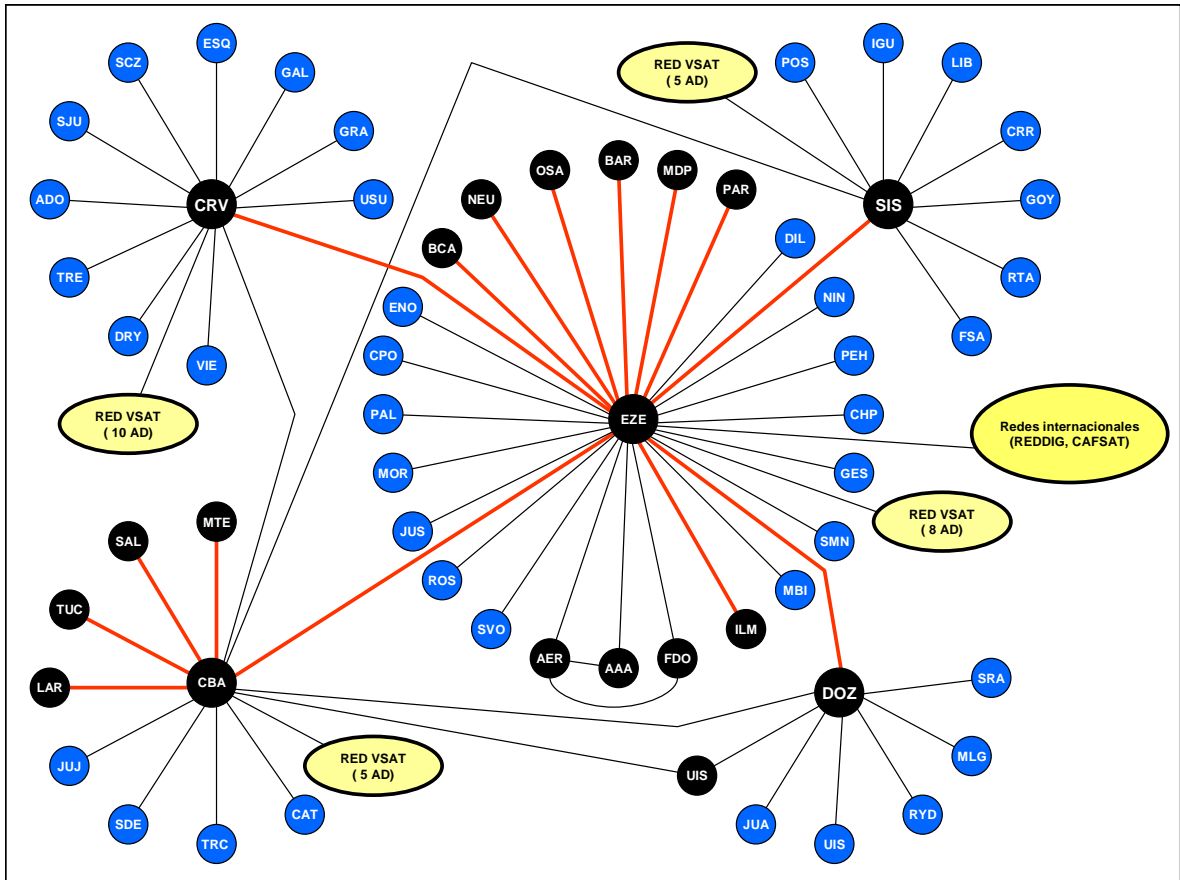 ESQ
SCZ
GAL
SJU
GRA
ADO
CRV
USU
TRE
DRY
VIE
RED VSAT
( 10 AD)
RED VSAT
( 5 AD)
POS
IGU
LIB
CRR
SIS
GOY
RTA
FSA
BAR
OSA
MDP
NEU
PAR
BCA
DIL
ENO
NIN
CPO
PEH
PAL
EZE
CHP
Redes internacionales
(REDDIG, CAFSAT)
MOR
GES
RED VSAT
( 8 AD)
JUS
SMN
ROS
MBI
SVO
ILM
AER
AAA
FDO
MTE
SAL
TUC
LAR
CBA
JUJ
RED VSAT
( 5 AD)
SDE
CAT
TRC
DOZ
SRA
UIS
MLG
JUA
RYD
UIS